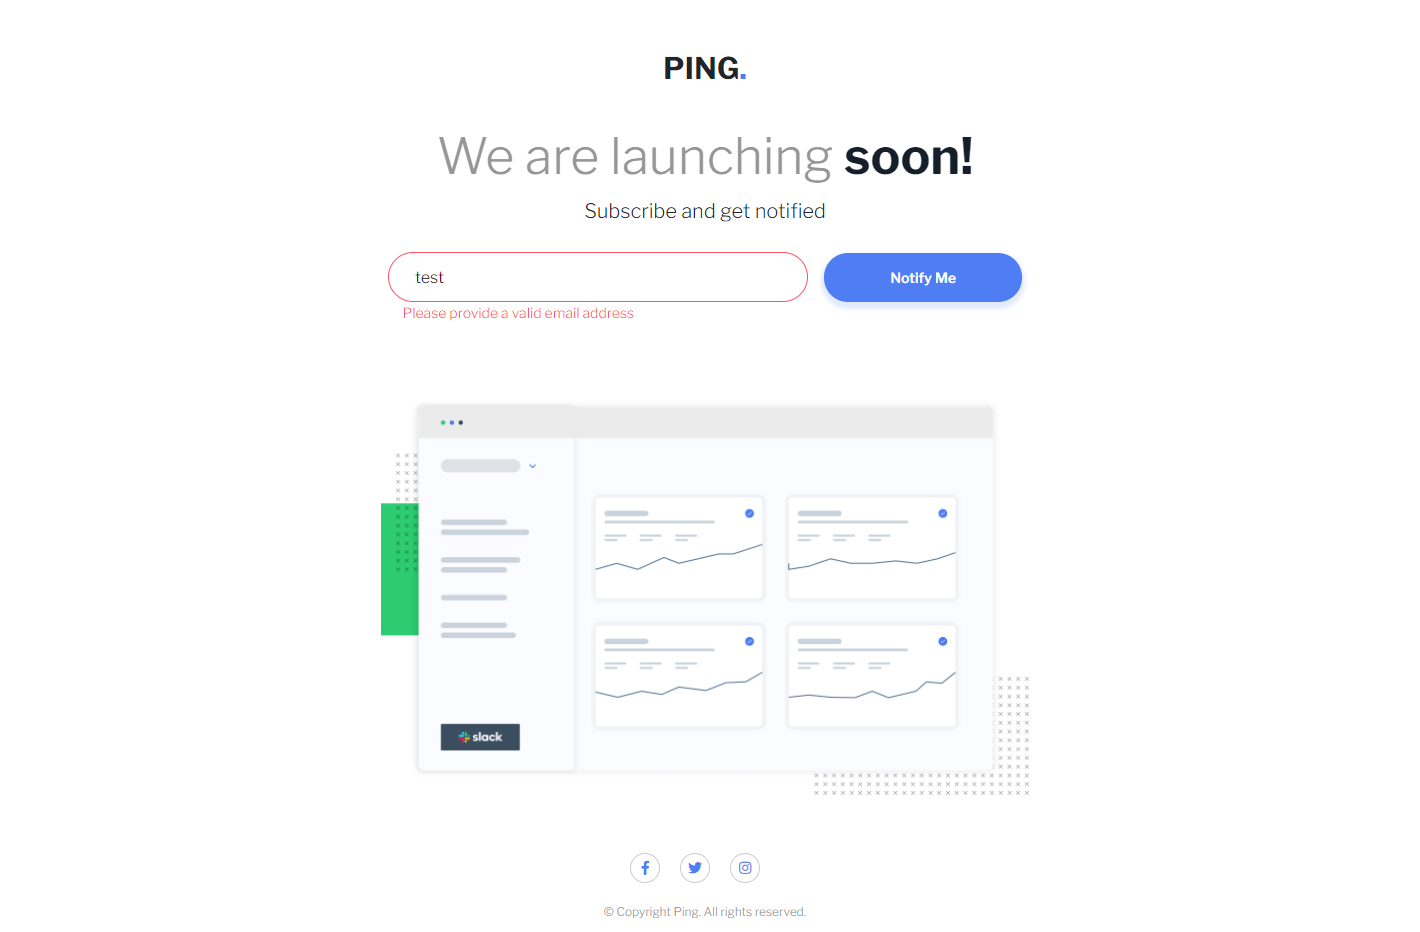 PING.
We are launching soon!
Subscribe and get notified
test
Notify Me
Please provide a valid email address
slack
© Copyright Ping. All rights reserved.